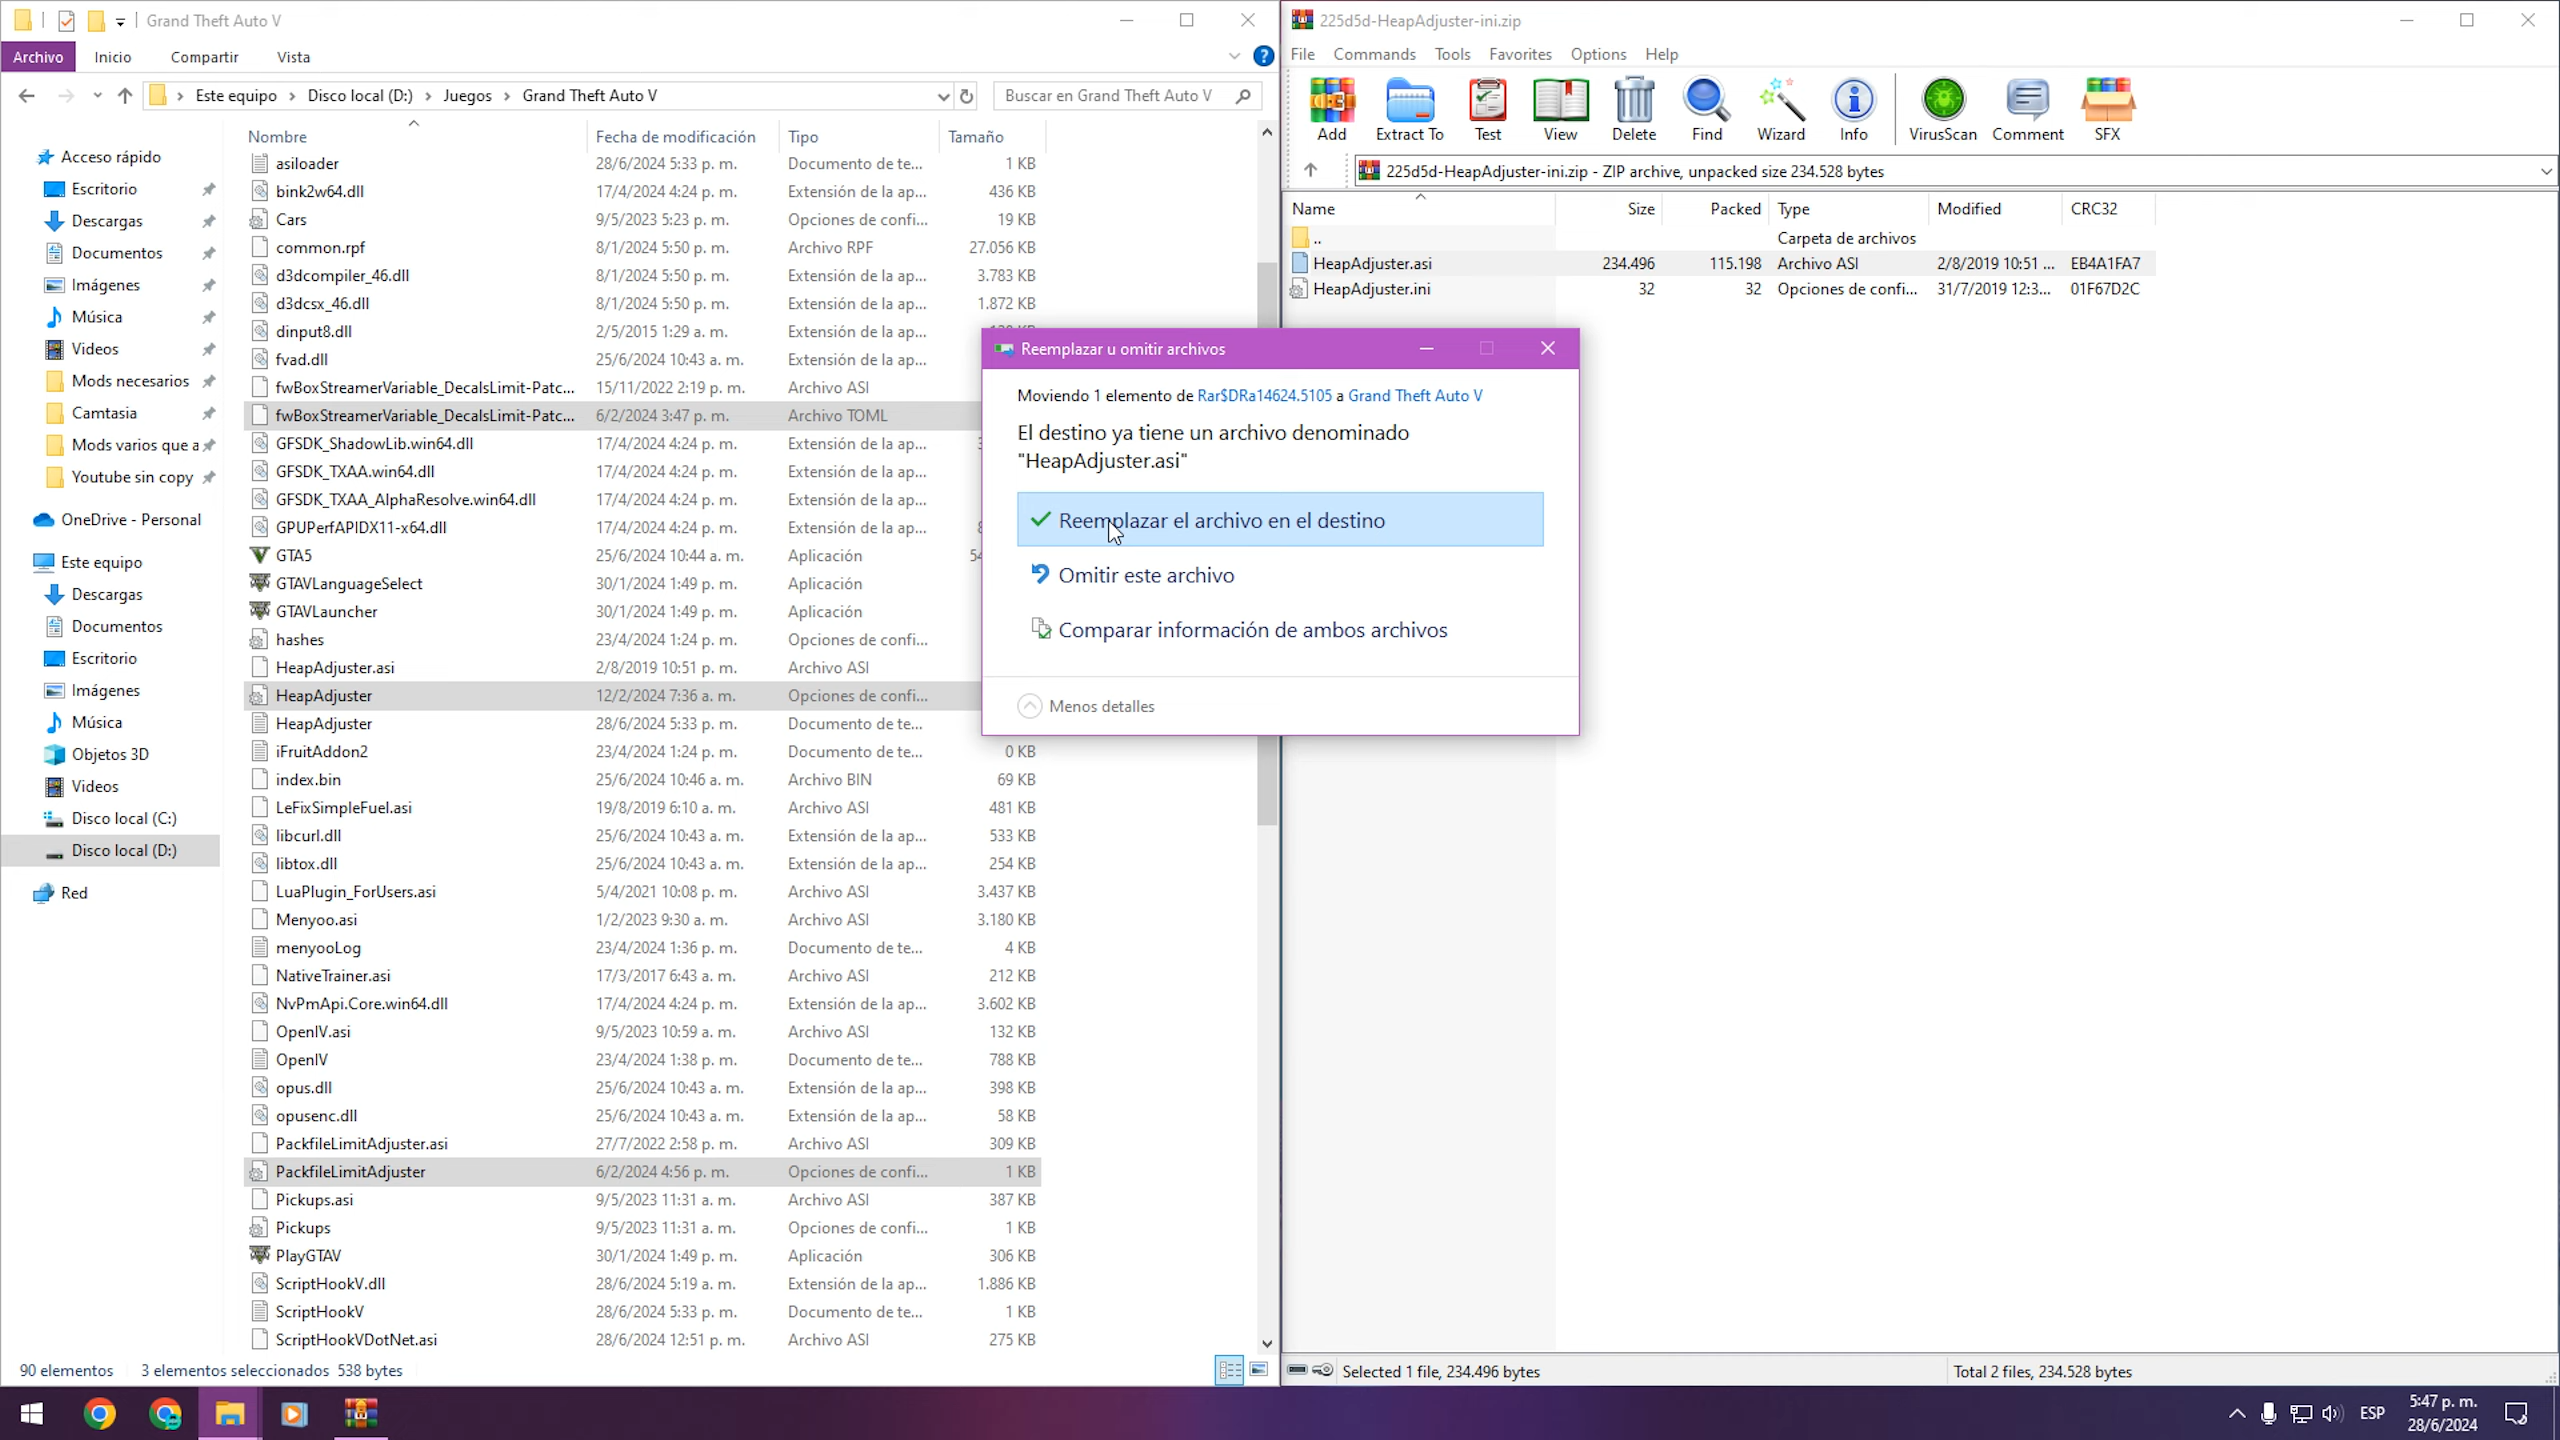 Grand Theft Auto V
Archivo Inicio Compartir Vista
Este equipo › Disco local (D:) › Juegos › Grand Theft Auto V
Buscar en Grand Theft Auto V
Acceso rápido
Escritorio
Descargas
Documentos
Imágenes
Música
Videos
Mods necesarios
Camtasia
Mods varios que a
Youtube sin copy
OneDrive - Personal
Este equipo
Descargas
Documentos
Escritorio
Imágenes
Música
Objetos 3D
Videos
Disco local (C:)
Disco local (D:)
Red
Nombre Fecha de modificación Tipo Tamaño
asiloader 28/6/2024 5:33 p. m. Documento de te... 1 KB
bink2w64.dll 17/4/2024 4:24 p. m. Extensión de la ap... 436 KB
Cars 9/5/2023 5:23 p. m. Opciones de confi... 19 KB
common.rpf 8/1/2024 5:50 p. m. Archivo RPF 27.056 KB
d3dcompiler_46.dll 8/1/2024 5:50 p. m. Extensión de la ap... 3.783 KB
d3dcsx_46.dll 8/1/2024 5:50 p. m. Extensión de la ap... 1.872 KB
dinput8.dll 2/5/2015 1:29 a. m. Extensión de la ap...
fvad.dll 25/6/2024 10:43 a. m. Extensión de la ap...
fwBoxStreamerVariable_DecalsLimit-Patc... 15/11/2022 2:19 p. m. Archivo ASI
fwBoxStreamerVariable_DecalsLimit-Patc... 6/2/2024 3:47 p. m. Archivo TOML
GFSDK_ShadowLib.win64.dll 17/4/2024 4:24 p. m. Extensión de la ap...
GFSDK_TXAA.win64.dll 17/4/2024 4:24 p. m. Extensión de la ap...
GFSDK_TXAA_AlphaResolve.win64.dll 17/4/2024 4:24 p. m. Extensión de la ap...
GPUPerfAPIDX11-x64.dll 17/4/2024 4:24 p. m. Extensión de la ap...
GTA5 25/6/2024 10:44 a. m. Aplicación
GTAVLanguageSelect 30/1/2024 1:49 p. m. Aplicación
GTAVLauncher 30/1/2024 1:49 p. m. Aplicación
hashes 23/4/2024 1:24 p. m. Opciones de confi...
HeapAdjuster.asi 2/8/2019 10:51 p. m. Archivo ASI
HeapAdjuster 12/2/2024 7:36 a. m. Opciones de confi...
HeapAdjuster 28/6/2024 5:33 p. m. Documento de te...
iFruitAddon2 23/4/2024 1:24 p. m. Documento de te... 0 KB
index.bin 25/6/2024 10:46 a. m. Archivo BIN 69 KB
LeFixSimpleFuel.asi 19/8/2019 6:10 a. m. Archivo ASI 481 KB
libcurl.dll 25/6/2024 10:43 a. m. Extensión de la ap... 533 KB
libtox.dll 25/6/2024 10:43 a. m. Extensión de la ap... 254 KB
LuaPlugin_ForUsers.asi 5/4/2021 10:08 p. m. Archivo ASI 3.437 KB
Menyoo.asi 1/2/2023 9:30 a. m. Archivo ASI 3.180 KB
menyooLog 23/4/2024 1:36 p. m. Documento de te... 4 KB
NativeTrainer.asi 17/3/2017 6:43 a. m. Archivo ASI 212 KB
NvPmApi.Core.win64.dll 17/4/2024 4:24 p. m. Extensión de la ap... 3.602 KB
OpenIV.asi 9/5/2023 10:59 a. m. Archivo ASI 132 KB
OpenIV 23/4/2024 1:38 p. m. Documento de te... 788 KB
opus.dll 25/6/2024 10:43 a. m. Extensión de la ap... 398 KB
opusenc.dll 25/6/2024 10:43 a. m. Extensión de la ap... 58 KB
PackfileLimitAdjuster.asi 27/7/2022 2:58 p. m. Archivo ASI 309 KB
PackfileLimitAdjuster 6/2/2024 4:56 p. m. Opciones de confi... 1 KB
Pickups.asi 9/5/2023 11:31 a. m. Archivo ASI 387 KB
Pickups 9/5/2023 11:31 a. m. Opciones de confi... 1 KB
PlayGTAV 30/1/2024 1:49 p. m. Aplicación 306 KB
ScriptHookV.dll 28/6/2024 5:19 a. m. Extensión de la ap... 1.886 KB
ScriptHookV 28/6/2024 5:33 p. m. Documento de te... 1 KB
ScriptHookVDotNet.asi 28/6/2024 12:51 p. m. Archivo ASI 275 KB
90 elementos 3 elementos seleccionados 538 bytes
225d5d-HeapAdjuster-ini.zip
File Commands Tools Favorites Options Help
Add Extract To Test View Delete Find Wizard Info VirusScan Comment SFX
225d5d-HeapAdjuster-ini.zip - ZIP archive, unpacked size 234.528 bytes
Name Size Packed Type Modified CRC32
.. Carpeta de archivos
HeapAdjuster.asi 234.496 115.198 Archivo ASI 2/8/2019 10:51 ... EB4A1FA7
HeapAdjuster.ini 32 32 Opciones de confi... 31/7/2019 12:3... 01F67D2C
Selected 1 file, 234.496 bytes Total 2 files, 234.528 bytes
Reemplazar u omitir archivos
Moviendo 1 elemento de Rar$DRa14624.5105 a Grand Theft Auto V
El destino ya tiene un archivo denominado
"HeapAdjuster.asi"
Reemplazar el archivo en el destino
Omitir este archivo
Comparar información de ambos archivos
Menos detalles
ESP
5:47 p. m.
28/6/2024